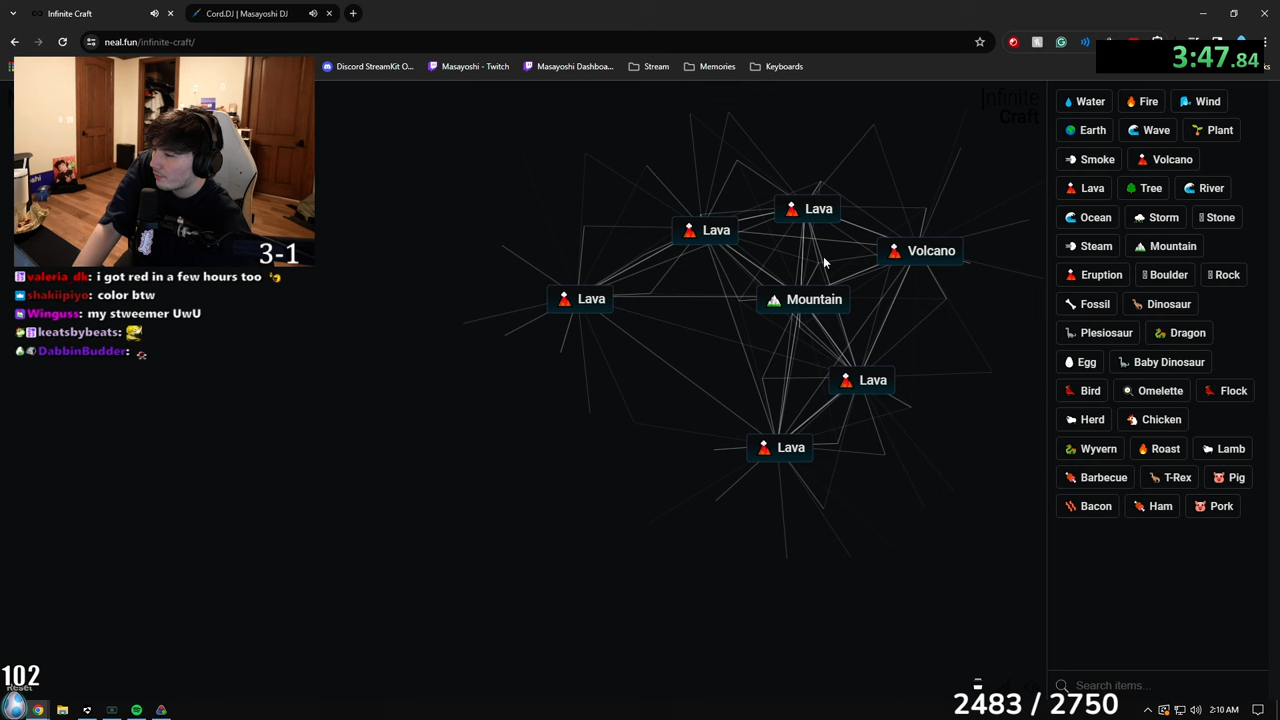 Infinite Craft
Cord.DJ | Masayoshi DJ
neal.fun/infinite-craft/
3:47.84
Discord StreamKit O...
Masayoshi - Twitch
Masayoshi Dashboa...
Stream
Memories
Keyboards
Infinite
Craft
3-1
valeria_dk: i got red in a few hours too
shakiipiyo: color btw
Winguss: my stweemer UwU
keatsbybeats:
DabbinBudder:
Lava
Lava
Volcano
Lava
Mountain
Lava
Lava
Water
Fire
Wind
Earth
Wave
Plant
Smoke
Volcano
Lava
Tree
River
Ocean
Storm
Stone
Steam
Mountain
Eruption
Boulder
Rock
Fossil
Dinosaur
Plesiosaur
Dragon
Egg
Baby Dinosaur
Bird
Omelette
Flock
Herd
Chicken
Wyvern
Roast
Lamb
Barbecue
T-Rex
Pig
Bacon
Ham
Pork
Search items...
102
Reset
2483 / 2750
2:10 AM